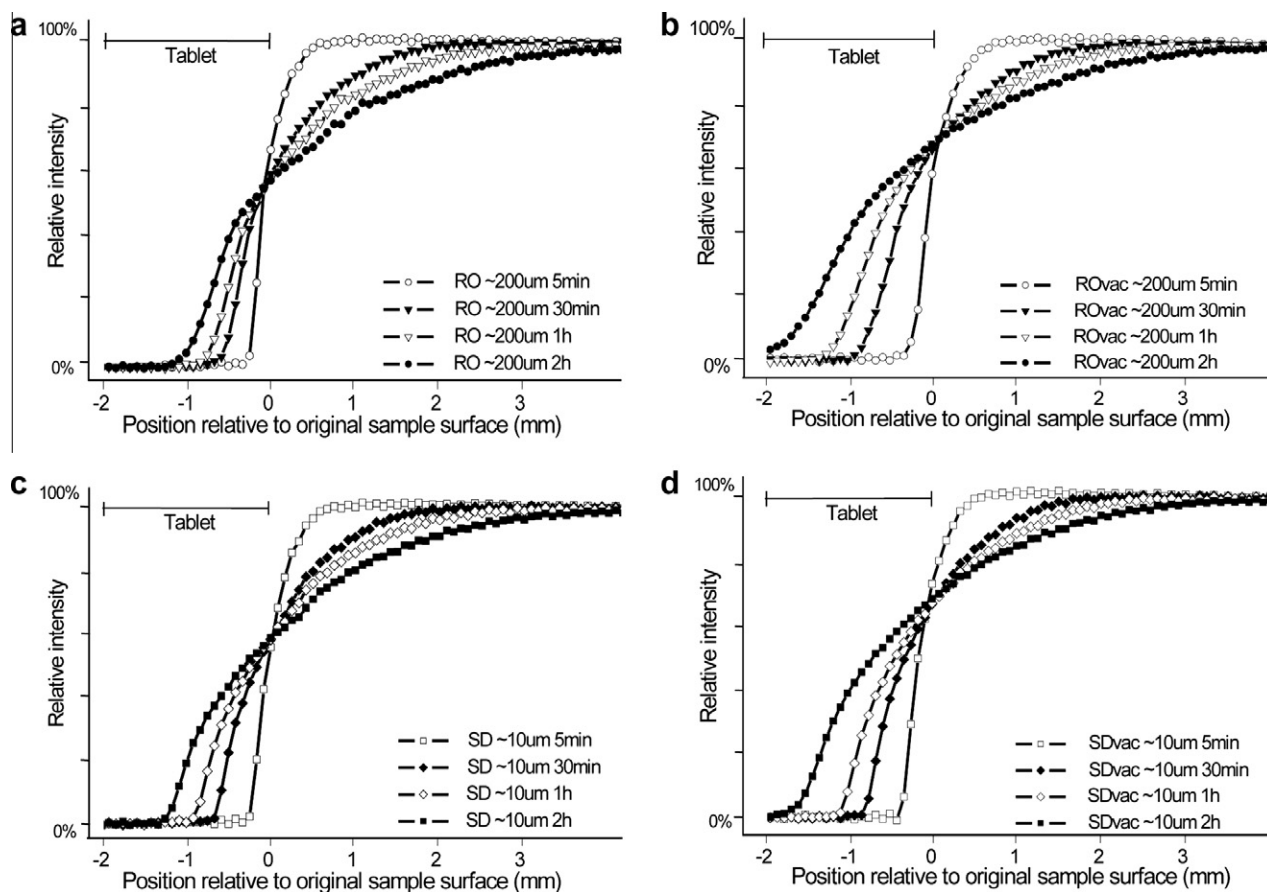 a
100%
Tablet
Relative intensity
RO ~200um 5min
RO ~200um 30min
RO ~200um 1h
RO ~200um 2h
0%
-2 -1 0 1 2 3
Position relative to original sample surface (mm)
b
100%
Tablet
Relative intensity
ROvac ~200um 5min
ROvac ~200um 30min
ROvac ~200um 1h
ROvac ~200um 2h
0%
-2 -1 0 1 2 3
Position relative to original sample surface (mm)
c
100%
Tablet
Relative intensity
SD ~10um 5min
SD ~10um 30min
SD ~10um 1h
SD ~10um 2h
0%
-2 -1 0 1 2 3
Position relative to original sample surface (mm)
d
100%
Tablet
Relative intensity
SDvac ~10um 5min
SDvac ~10um 30min
SDvac ~10um 1h
SDvac ~10um 2h
0%
-2 -1 0 1 2 3
Position relative to original sample surface (mm)